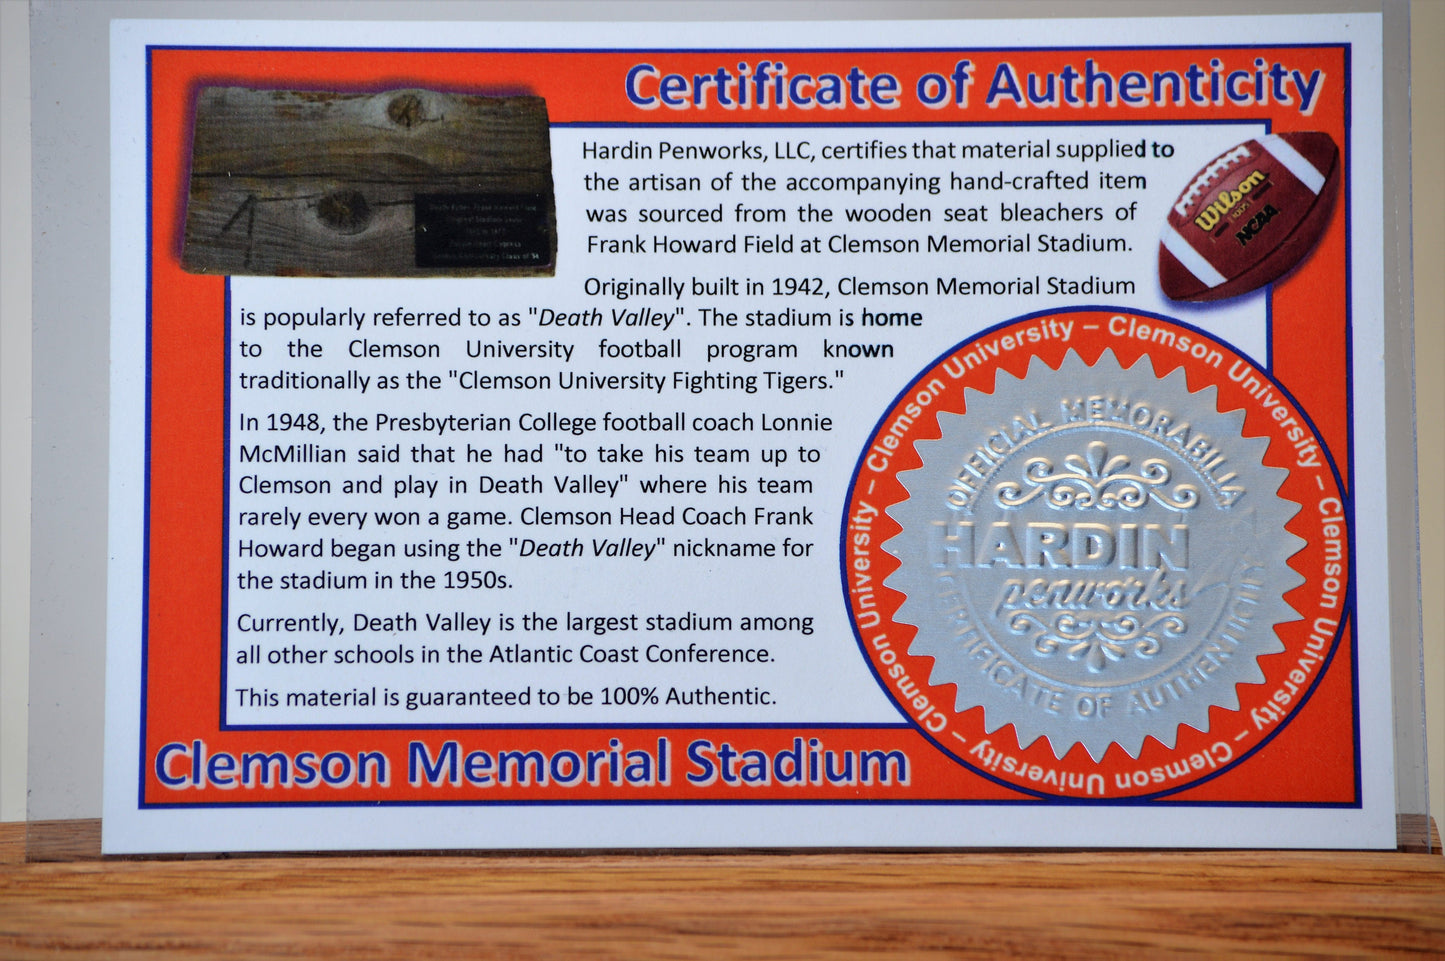 Certificate of Authenticity
Hardin Penworks, LLC, certifies that material supplied to
the artisan of the accompanying hand-crafted item
was sourced from the wooden seat bleachers of
Frank Howard Field at Clemson Memorial Stadium.
Originally built in 1942, Clemson Memorial Stadium
is popularly referred to as "Death Valley". The stadium is home
to the Clemson University football program known
traditionally as the "Clemson University Fighting Tigers."
In 1948, the Presbyterian College football coach Lonnie
McMillian said that he had "to take his team up to
Clemson and play in Death Valley" where his team
rarely every won a game. Clemson Head Coach Frank
Howard began using the "Death Valley" nickname for
the stadium in the 1950s.
Currently, Death Valley is the largest stadium among
all other schools in the Atlantic Coast Conference.
This material is guaranteed to be 100% Authentic.
Clemson Memorial Stadium
Wilson
NCAA
Clemson University – Clemson University – Clemson University – Clemson University – Clemson University – Clemson University –
OFFICIAL MEMORABILIA
HARDIN
penworks
CERTIFICATE OF AUTHENTICITY